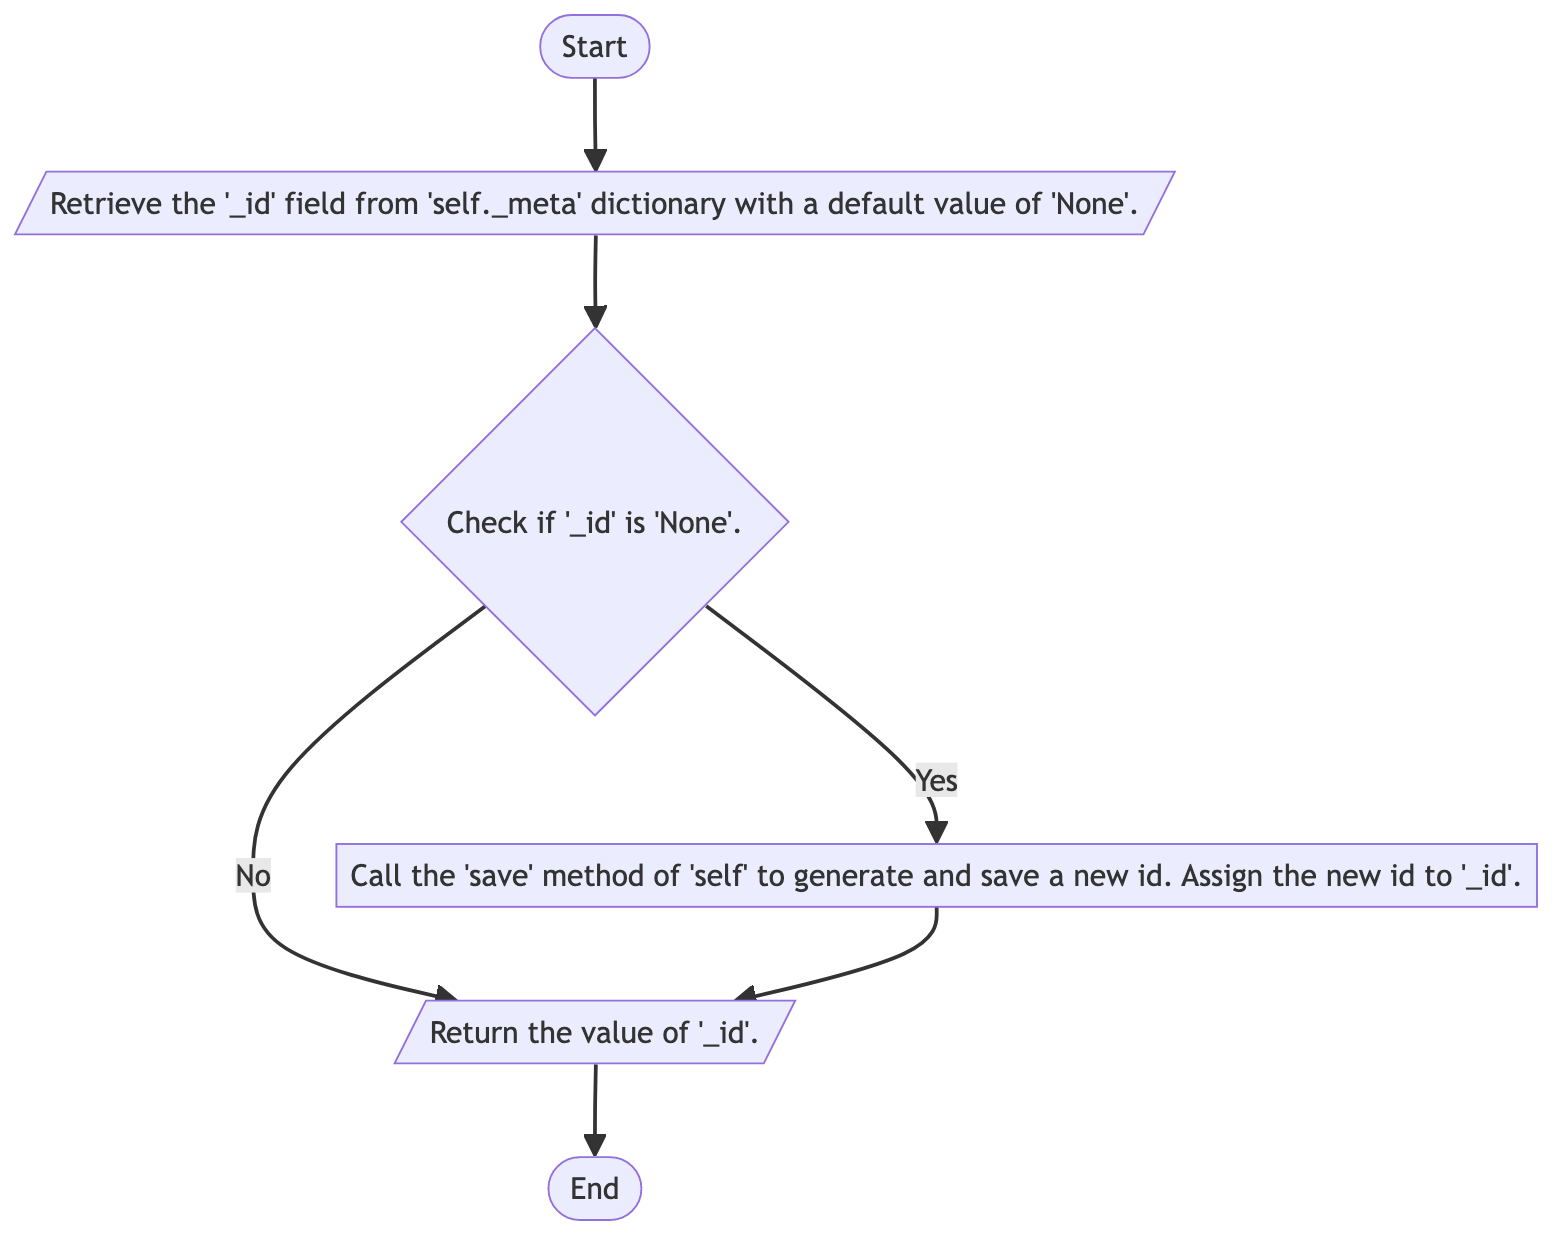 Start
Retrieve the '_id' field from 'self._meta' dictionary with a default value of 'None'.
Check if '_id' is 'None'.
Yes
No
Call the 'save' method of 'self' to generate and save a new id. Assign the new id to '_id'.
Return the value of '_id'.
End